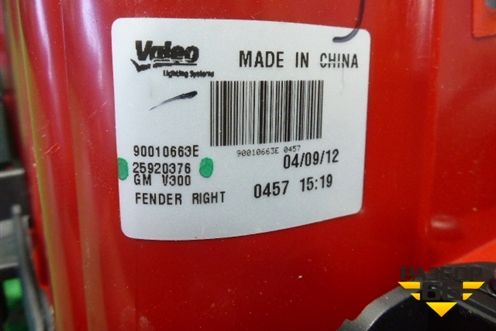 Valeo
Lighting Systems
MADE IN CHINA
90010663E 0457
90010663E
25920376
GM V300
04/09/12
FENDER RIGHT
0457 15:19